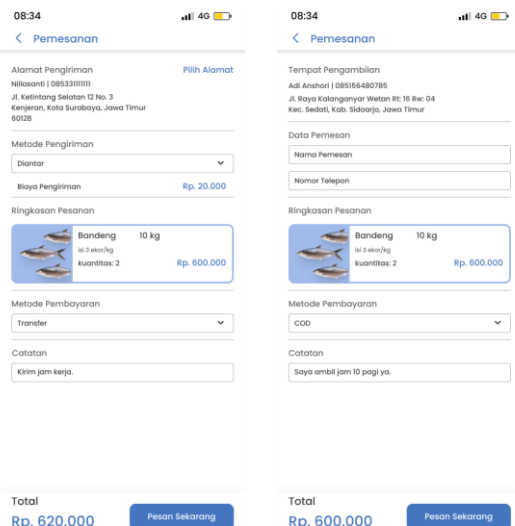 08:34
4G
Pemesanan
Alamat Pengiriman
Pilih Alamat
Nillasanti | 085331111111
Jl. Ketintang Selatan 12 No. 3
Kenjeran, Kota Surabaya, Jawa Timur
60128
Metode Pengiriman
Diantar
Biaya Pengiriman
Rp. 20.000
Ringkasan Pesanan
Bandeng 10 kg
isi 3 ekor/kg
kuantitas: 2
Rp. 600.000
Metode Pembayaran
Transfer
Catatan
Kirim jam kerja.
Total
Rp. 620.000
Pesan Sekarang
08:34
4G
Pemesanan
Tempat Pengambilan
Adi Anshori | 085156480785
Jl. Raya Kalanganyar Wetan Rt: 16 Rw: 04
Kec. Sedati, Kab. Sidoarjo, Jawa Timur
Data Pemesan
Nama Pemesan
Nomor Telepon
Ringkasan Pesanan
Bandeng 10 kg
isi 3 ekor/kg
kuantitas: 2
Rp. 600.000
Metode Pembayaran
COD
Catatan
Saya ambil jam 10 pagi ya.
Total
Rp. 600.000
Pesan Sekarang